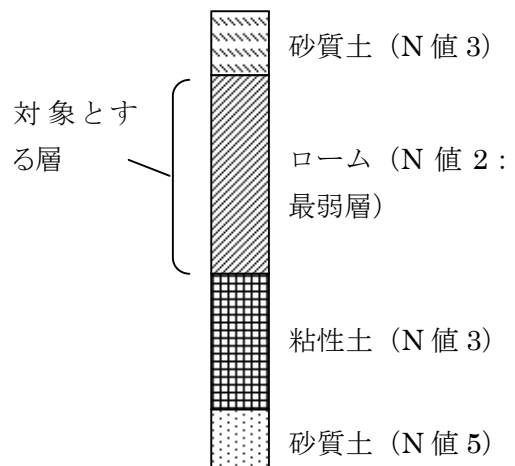 砂質土（N 値 3）
対象とす
る層
ローム（N 値 2：
最弱層）
粘性土（N 値 3）
砂質土（N 値 5）